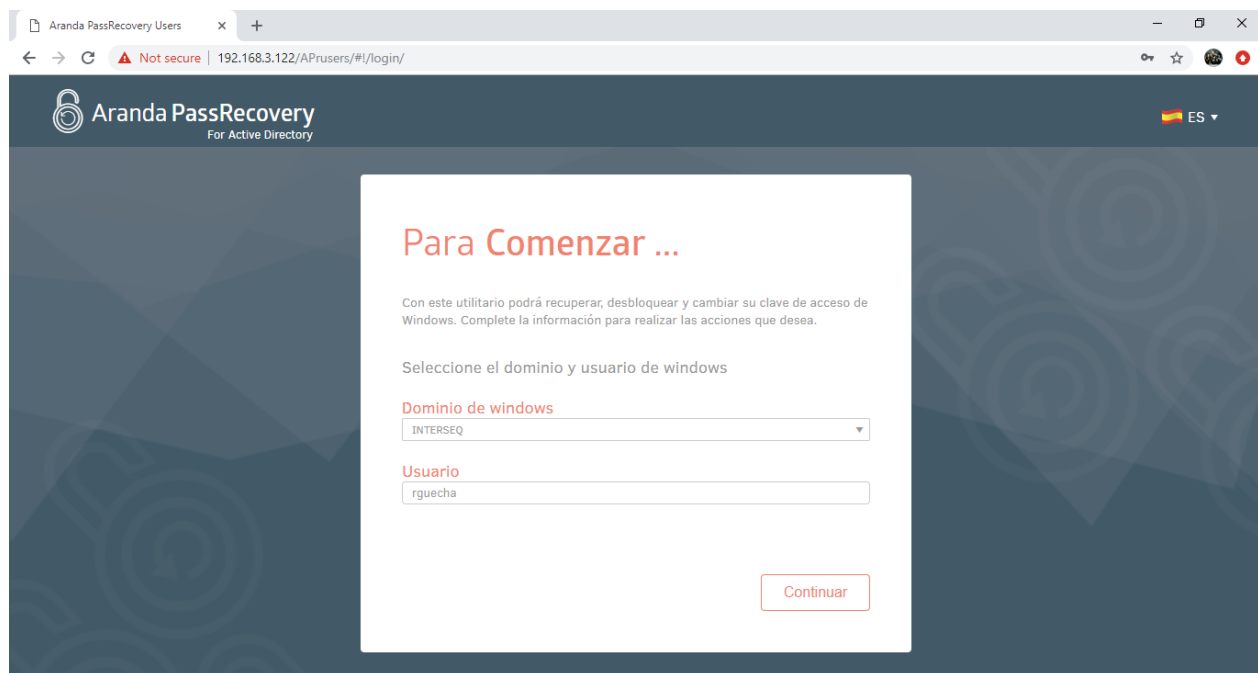 Aranda PassRecovery Users
Not secure | 192.168.3.122/APrusers/#!/login/
Aranda PassRecovery
For Active Directory
ES
Para Comenzar ...
Con este utilitario podrá recuperar, desbloquear y cambiar su clave de acceso de
Windows. Complete la información para realizar las acciones que desea.
Seleccione el dominio y usuario de windows
Dominio de windows
INTERSEQ
Usuario
rguecha
Continuar